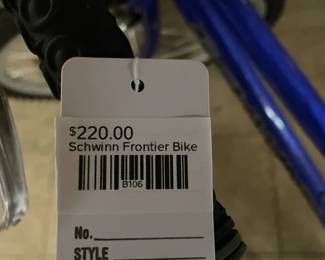 $220.00
Schwinn Frontier Bike
B106
No.
STYLE